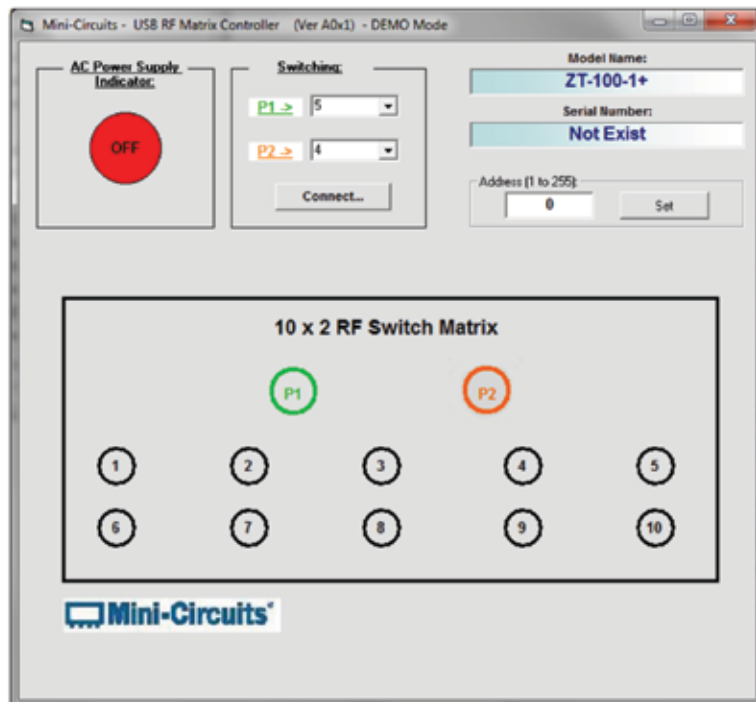 Mini-Circuits - USB RF Matrix Controller (Ver A0x1) - DEMO Mode
AC Power Supply
Indicator:
OFF
Switching:
P1 -> 5
P2 -> 4
Connect...
Model Name:
ZT-100-1+
Serial Number:
Not Exist
Address (1 to 255):
0 Set
10 x 2 RF Switch Matrix
P1 P2
1 2 3 4 5
6 7 8 9 10
Mini-Circuits